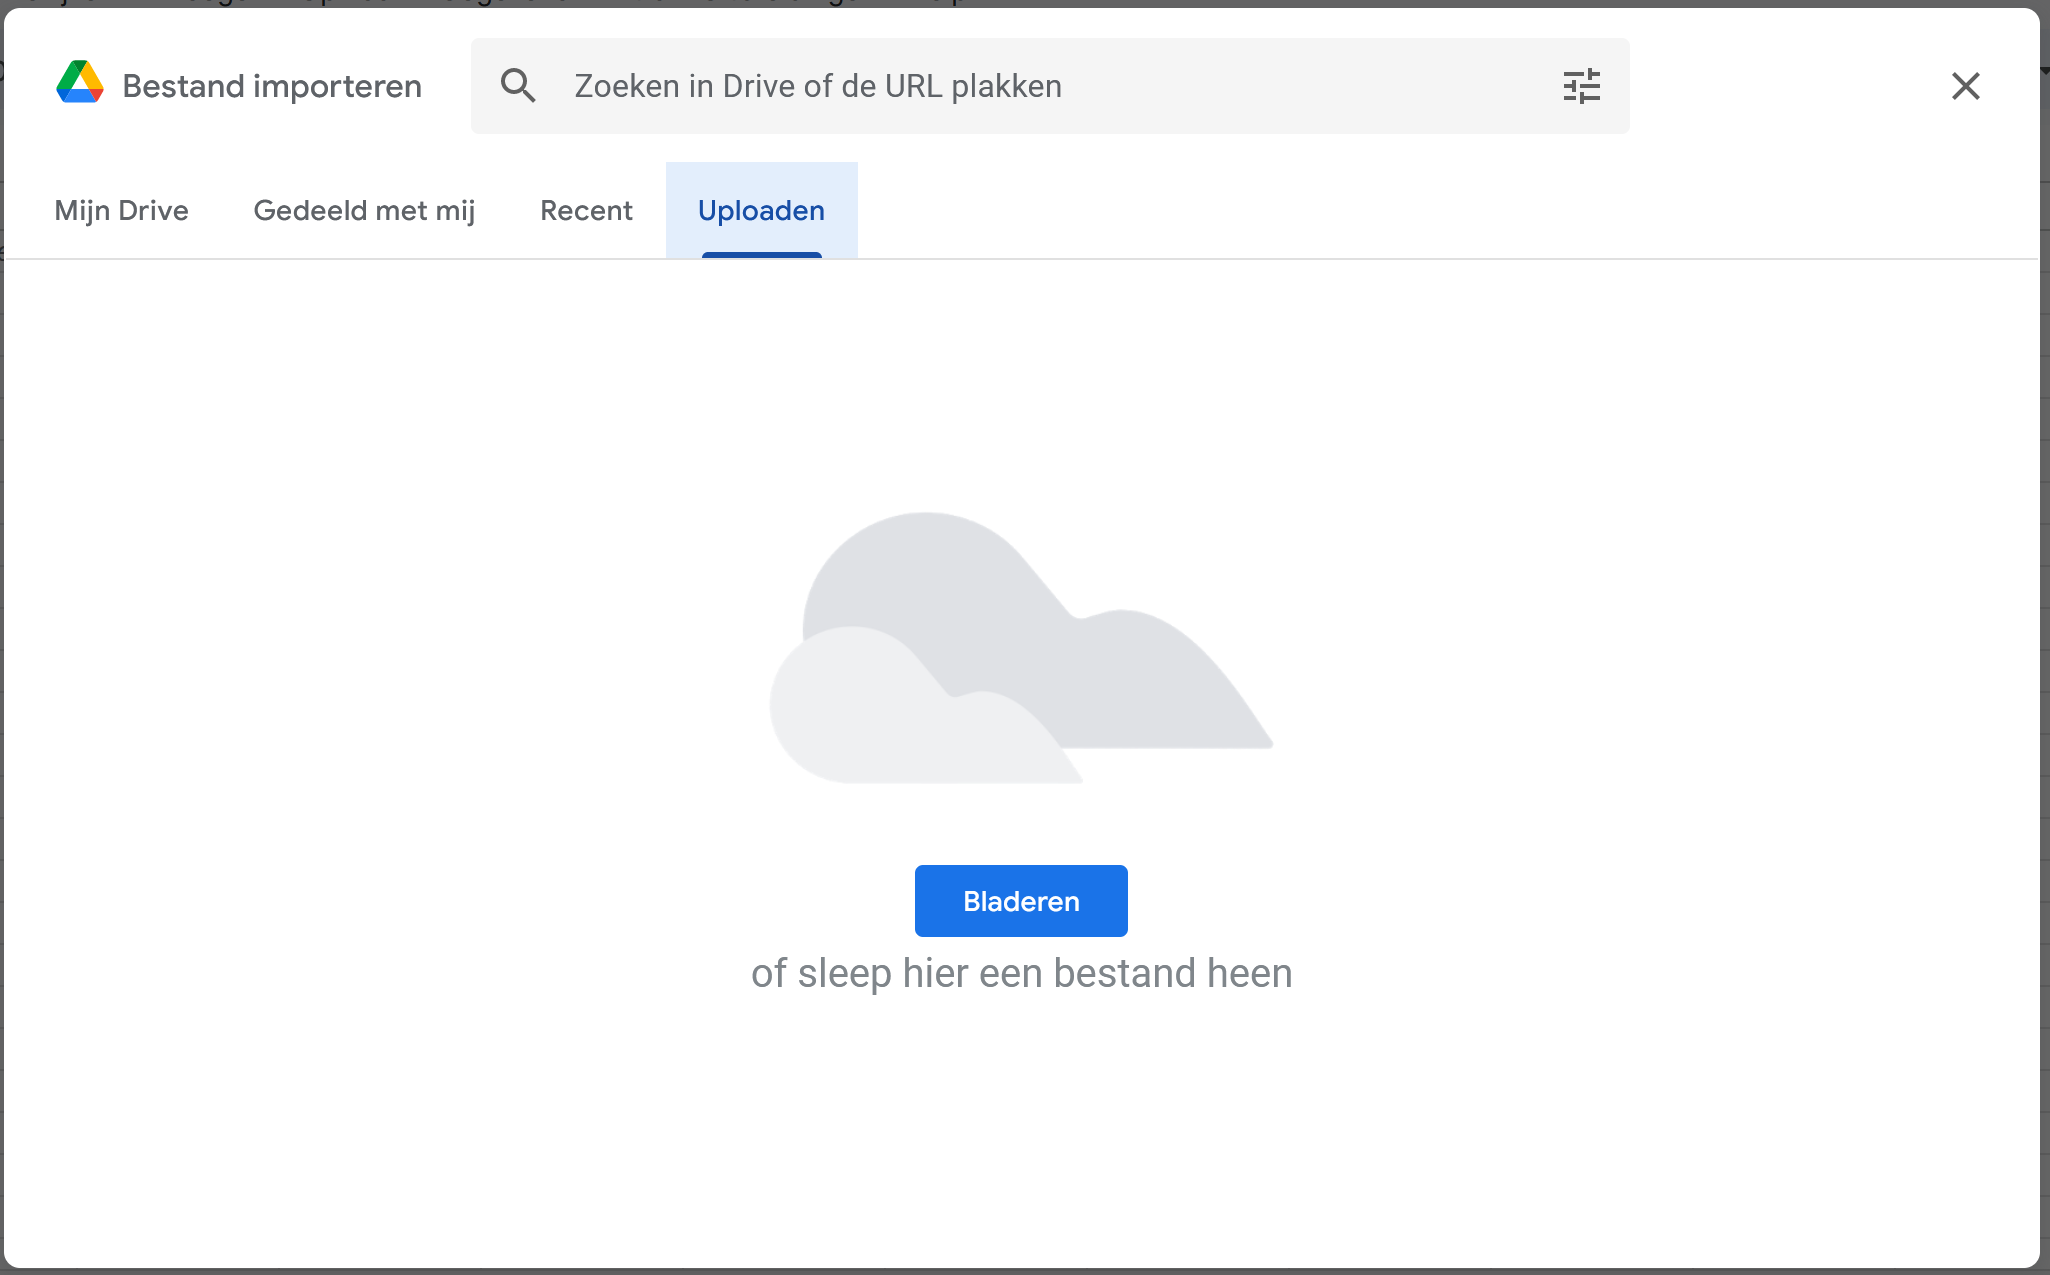 Bestand importeren
Zoeken in Drive of de URL plakken
Mijn Drive
Gedeeld met mij
Recent
Uploaden
Bladeren
of sleep hier een bestand heen